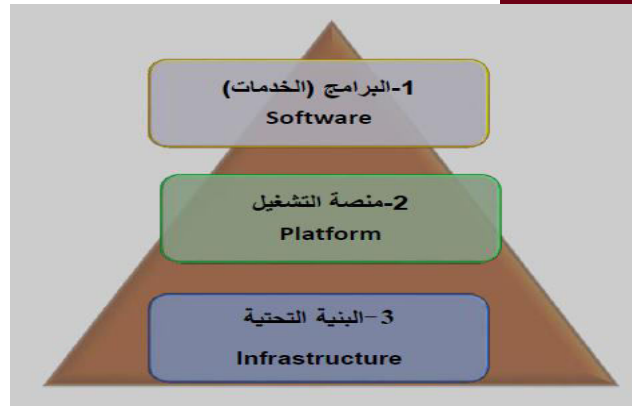 1-البرامج (الخدمات)
Software
2-منصة التشغيل
Platform
3-البنية التحتية
Infrastructure